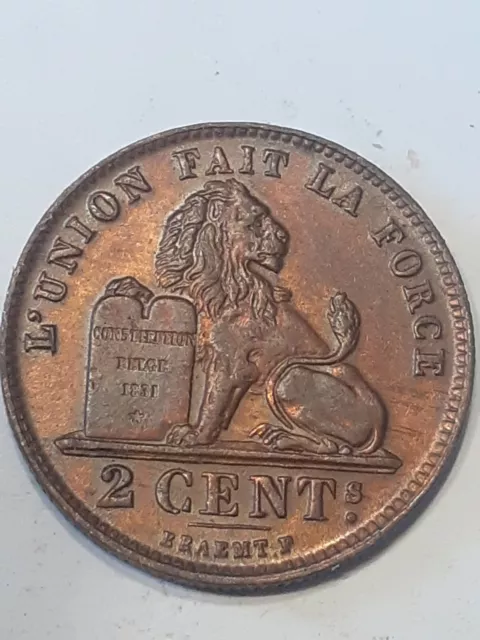 L'UNION FAIT LA FORCE
CONSTITUTION
BELGE
1831
2 CENTs.
BRAEMT.F